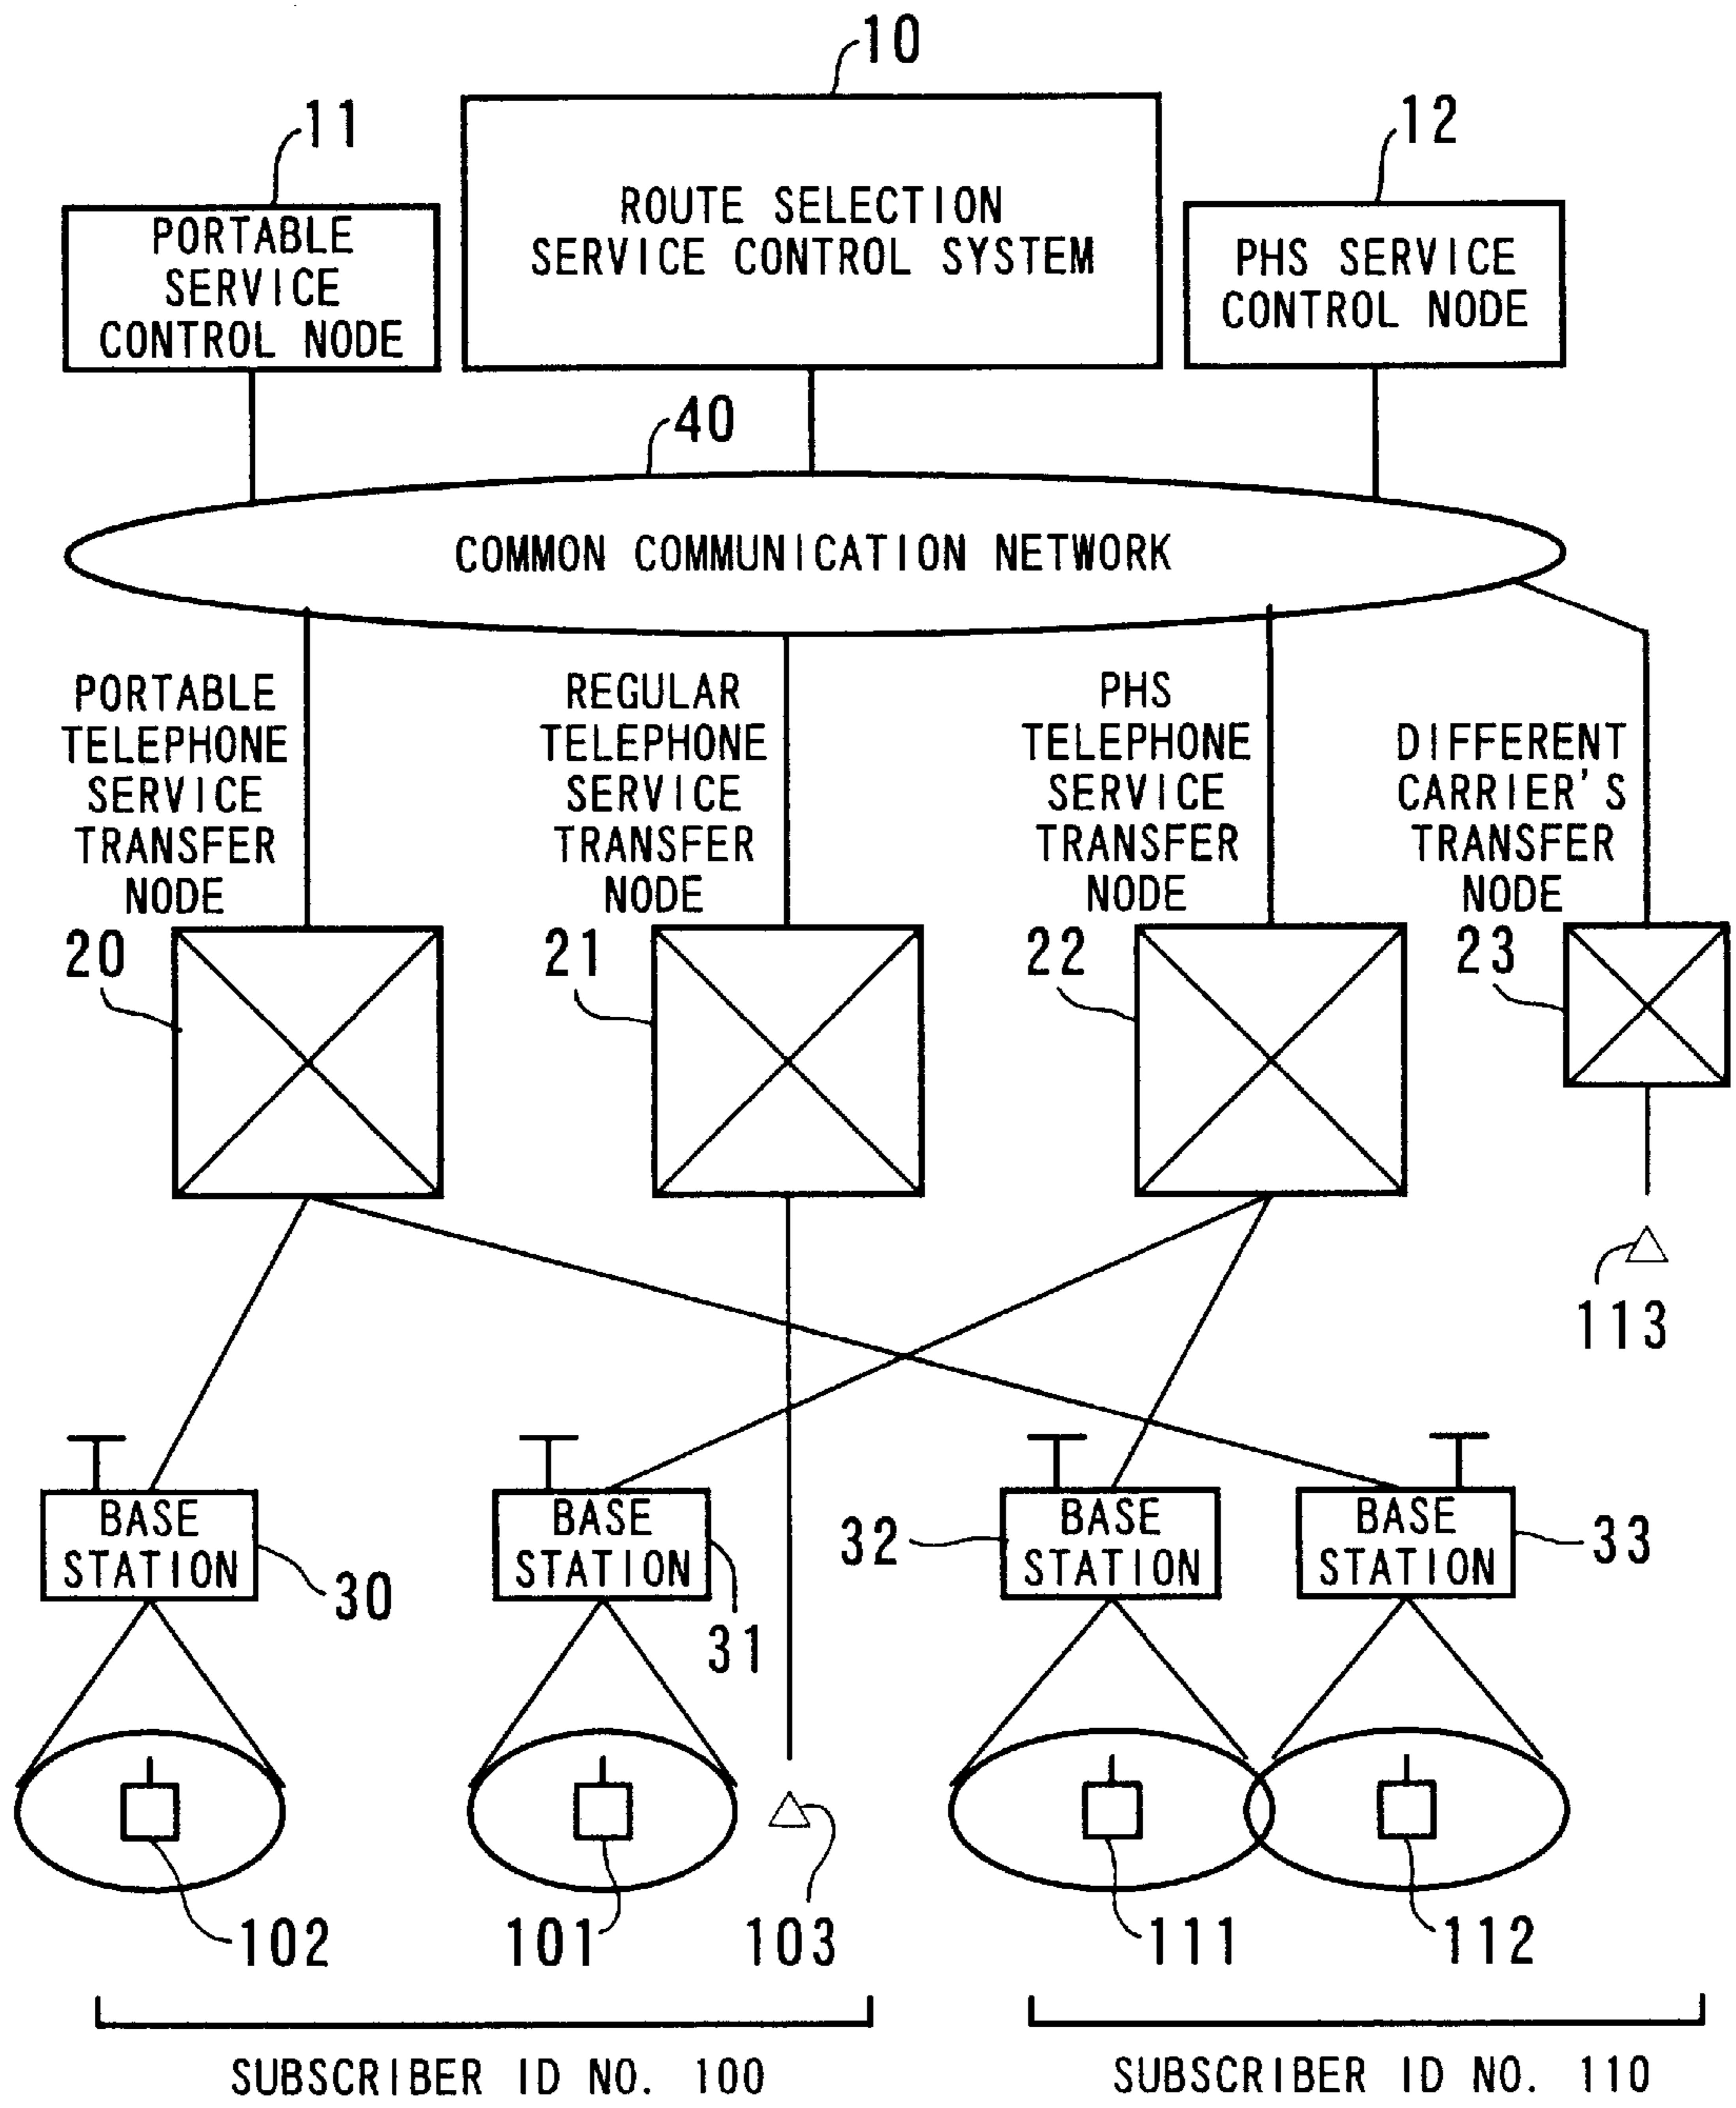 10
11
12
ROUTE SELECTION
SERVICE CONTROL SYSTEM
PORTABLE
SERVICE
CONTROL NODE
PHS SERVICE
CONTROL NODE
40
COMMON COMMUNICATION NETWORK
PORTABLE
TELEPHONE
SERVICE
TRANSFER
NODE
20
REGULAR
TELEPHONE
SERVICE
TRANSFER
NODE
21
PHS
TELEPHONE
SERVICE
TRANSFER
NODE
22
DIFFERENT
CARRIER'S
TRANSFER
NODE
23
113
BASE
STATION
30
BASE
STATION
31
32
BASE
STATION
BASE
STATION
33
102
101
103
111
112
SUBSCRIBER ID NO. 100
SUBSCRIBER ID NO. 110